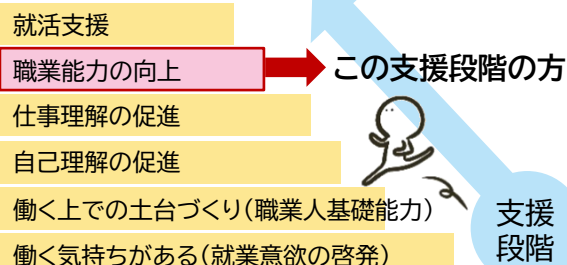 就活支援
職業能力の向上
この支援段階の方
仕事理解の促進
自己理解の促進
働く上での土台づくり(職業人基礎能力)
働く気持ちがある(就業意欲の啓発)
支援
段階